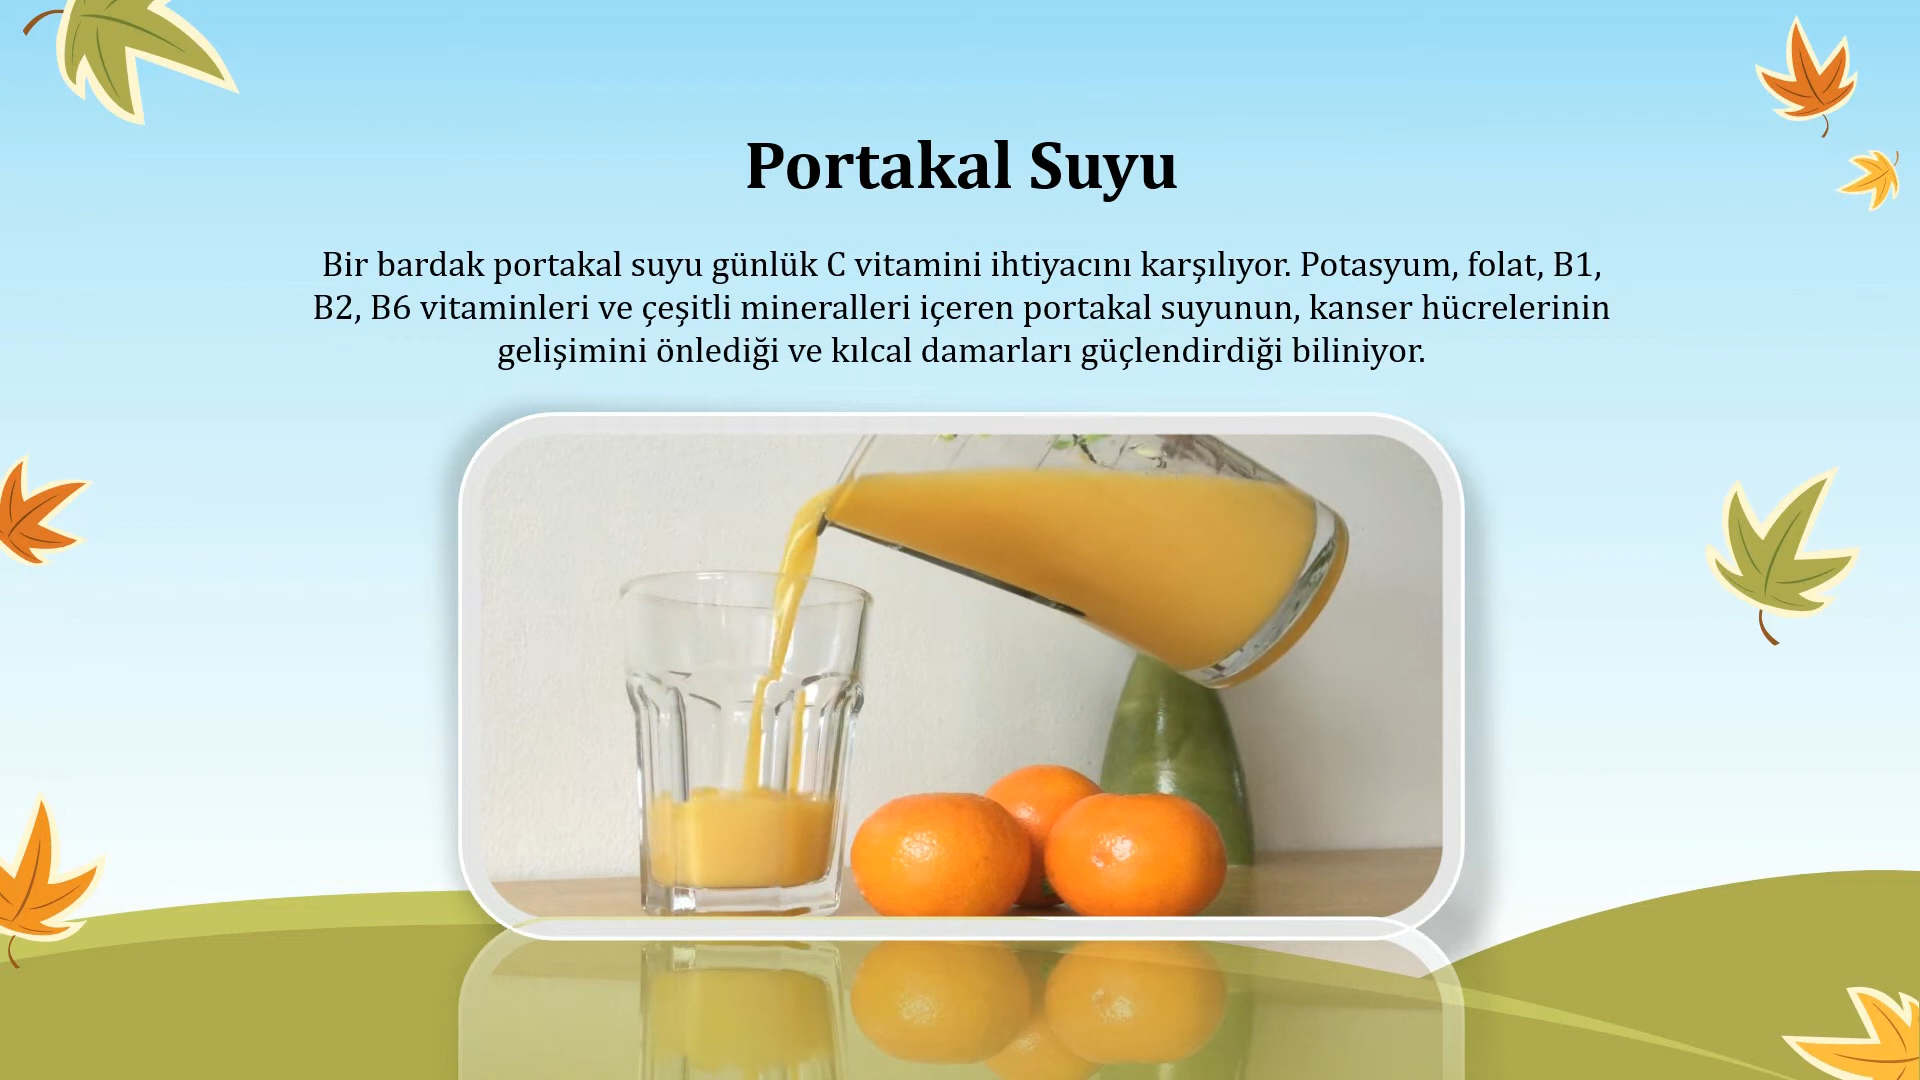 Portakal Suyu
Bir bardak portakal suyu günlük C vitamini ihtiyacını karşılıyor. Potasyum, folat, B1,
B2, B6 vitaminleri ve çeşitli mineralleri içeren portakal suyunun, kanser hücrelerinin
gelişimini önlediği ve kılcal damarları güçlendirdiği biliniyor.